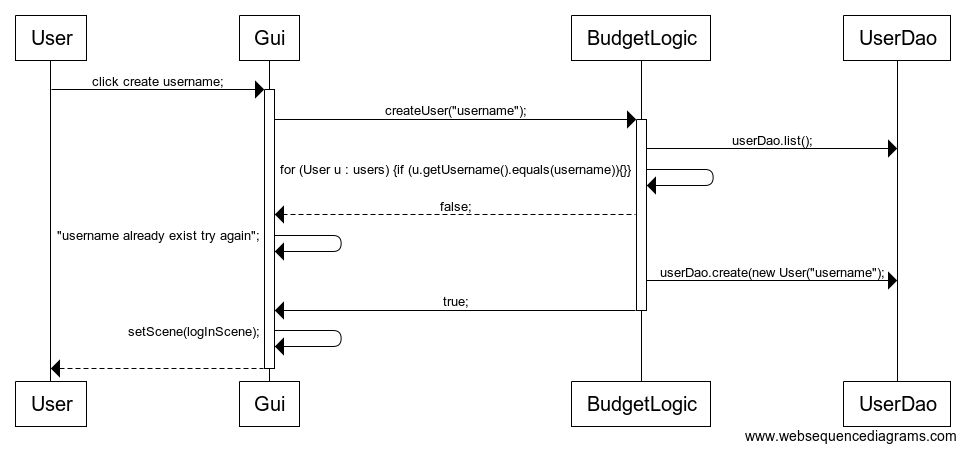 User
Gui
BudgetLogic
UserDao
click create username;
createUser("username");
userDao.list();
for (User u : users) {if (u.getUsername().equals(username)){}}
false;
"username already exist try again";
userDao.create(new User("username");
true;
setScene(logInScene);
User
Gui
BudgetLogic
UserDao
www.websequencediagrams.com